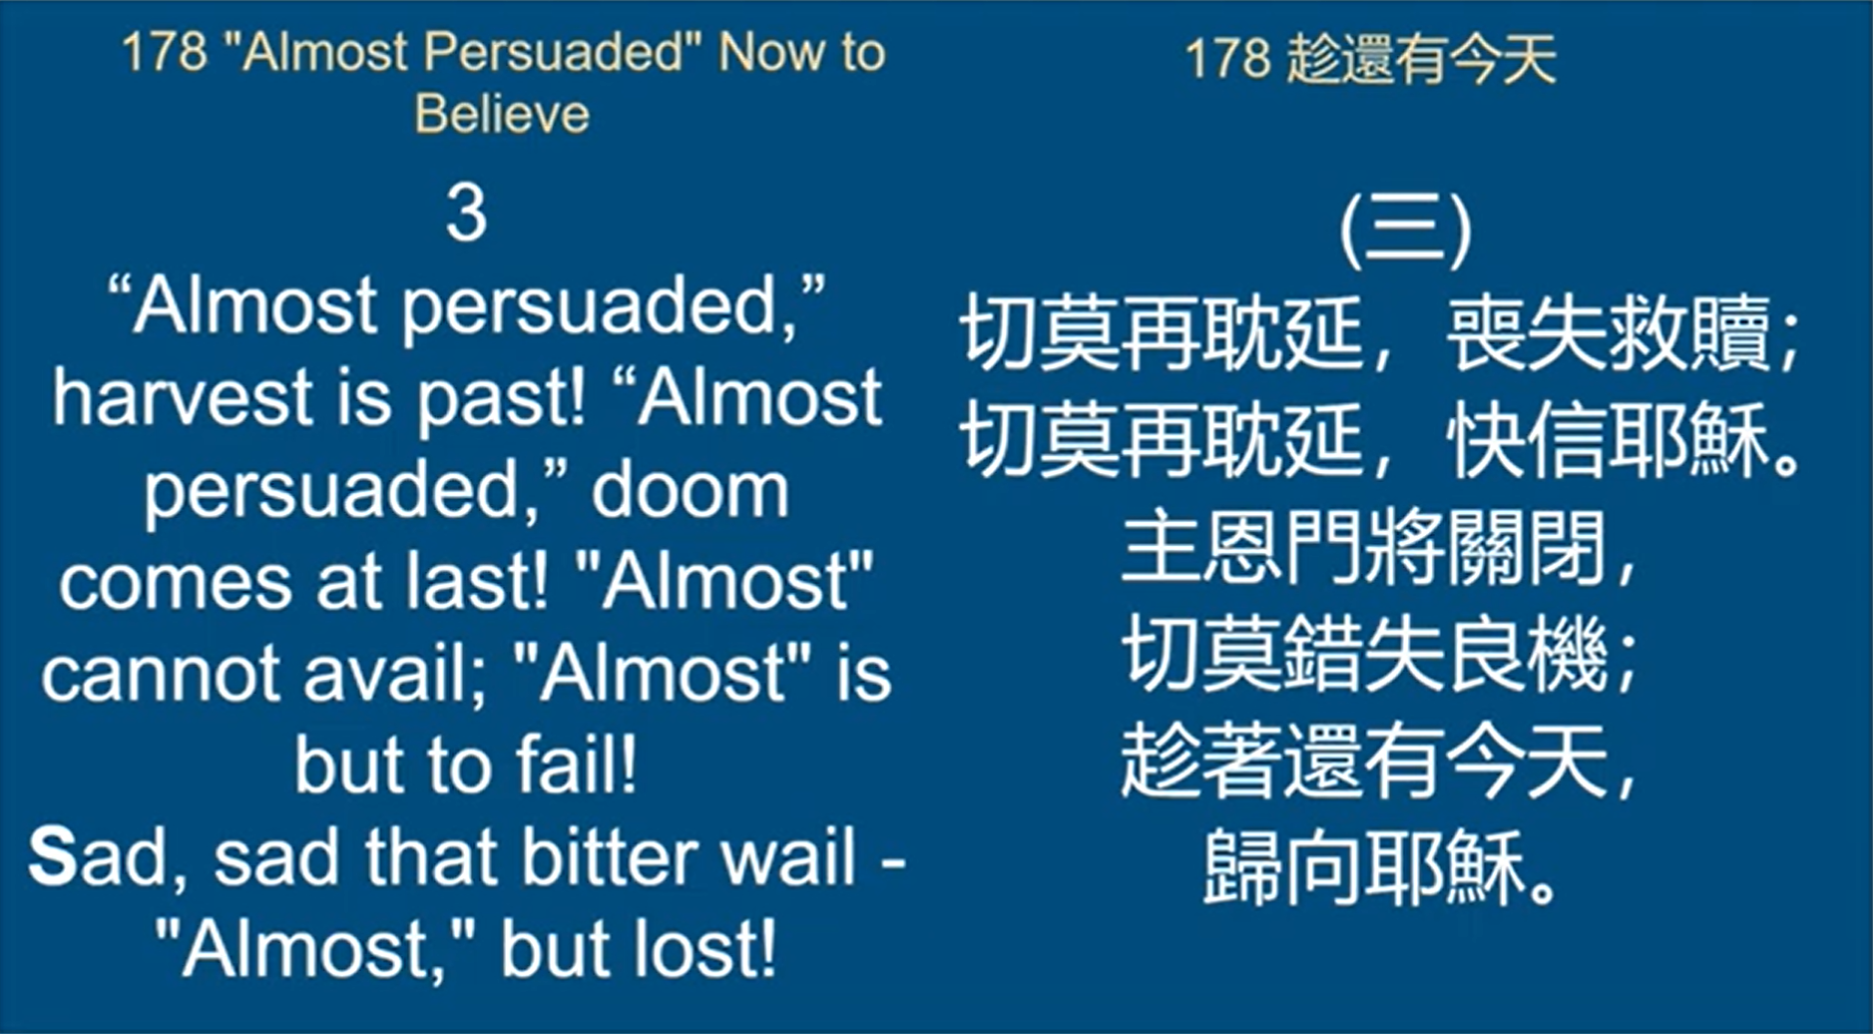 178 "Almost Persuaded" Now to
Believe
3
“Almost persuaded,”
harvest is past! “Almost
persuaded,” doom
comes at last! "Almost"
cannot avail; "Almost" is
but to fail!
Sad, sad that bitter wail -
"Almost," but lost!
178 趁還有今天
(三)
切莫再耽延，喪失救贖；
切莫再耽延，快信耶穌。
主恩門將關閉，
切莫錯失良機；
趁著還有今天，
歸向耶穌。